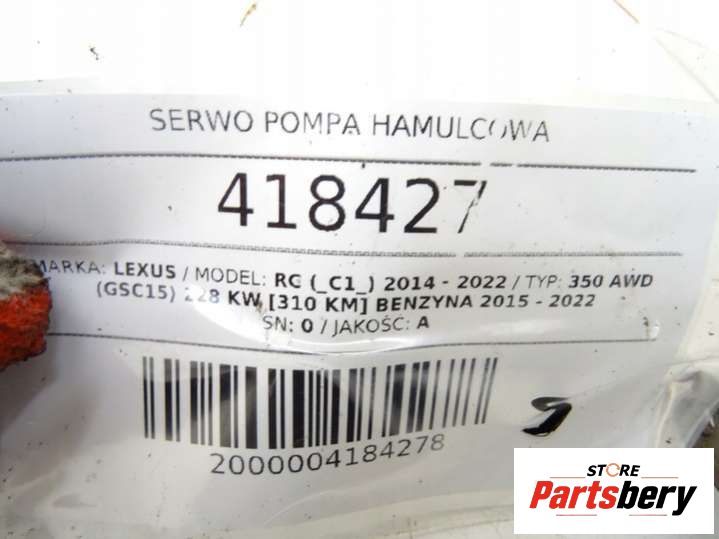 SERWO POMPA HAMULCOWA
418427
MARKA: LEXUS / MODEL: RC (_C1_) 2014 - 2022 / TYP: 350 AWD
(GSC15) 228 KW [310 KM] BENZYNA 2015 - 2022
SN: 0 / JAKOŚĆ: A
2000004184278
STORE
Partsbery